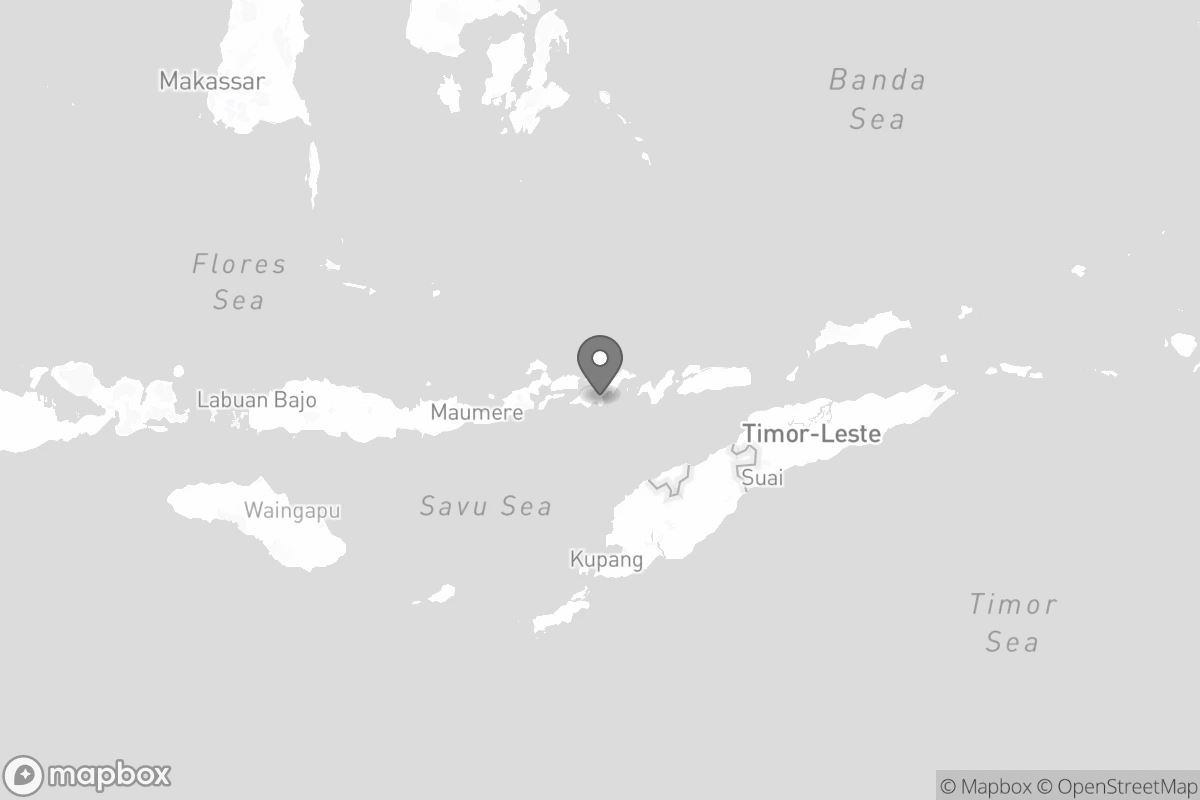 Makassar
Banda
Sea
Flores
Sea
Labuan Bajo
Maumere
Timor-Leste
Suai
Waingapu
Savu Sea
Kupang
Timor
Sea
mapbox
© Mapbox © OpenStreetMap